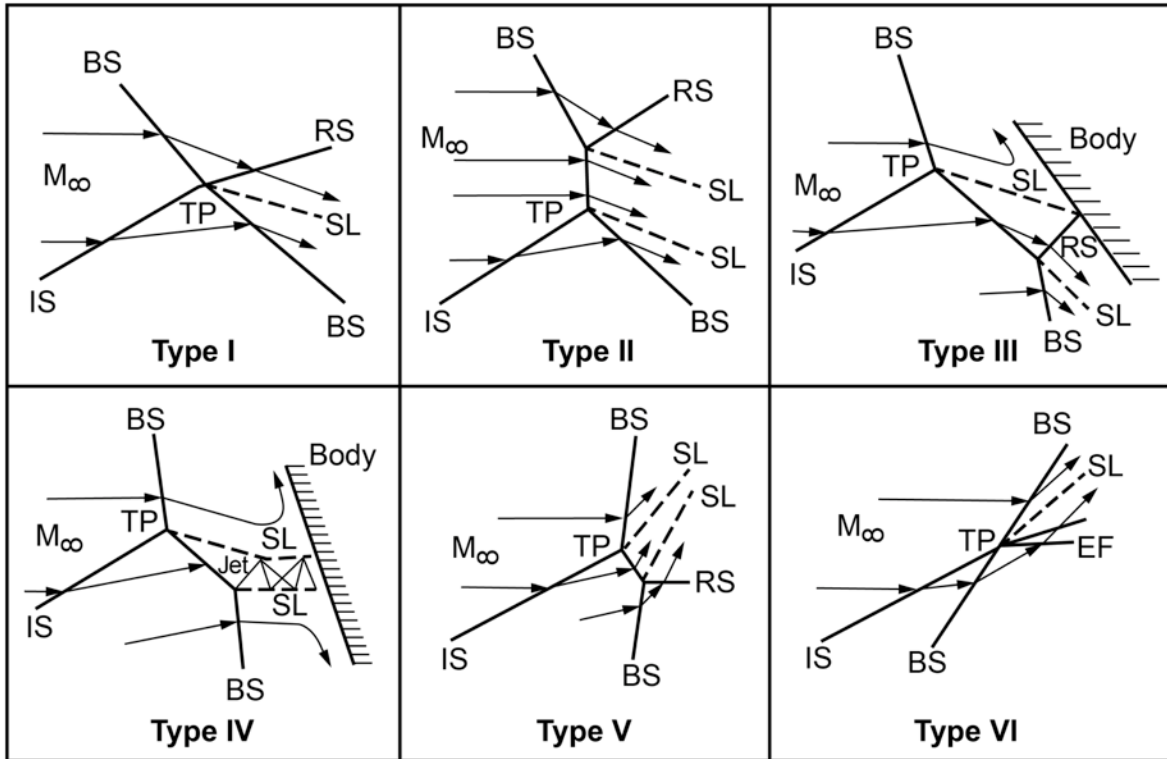 BS
RS
M∞
TP
SL
IS
BS
Type I
BS
RS
M∞
TP
SL
SL
IS
BS
Type II
BS
Body
TP
SL
M∞
RS
IS
SL
BS
Type III
BS
Body
TP
M∞
SL
Jet
SL
IS
BS
Type IV
BS
SL
SL
M∞
TP
RS
IS
BS
Type V
BS
SL
M∞
TP
EF
IS
BS
Type VI